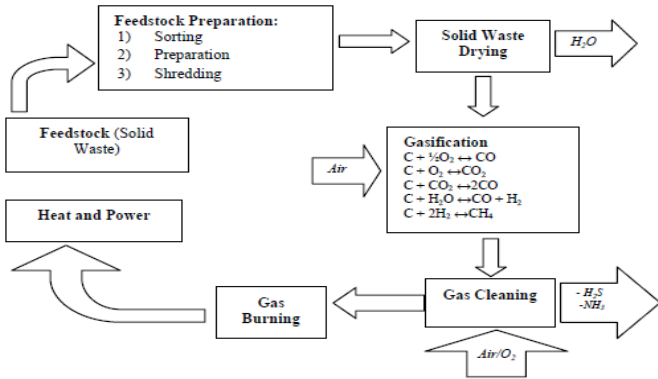 Feedstock Preparation:
1) Sorting
2) Preparation
3) Shredding
Solid Waste
Drying
H₂O
Feedstock (Solid
Waste)
Gasification
C + ½O₂ ↔ CO
C + O₂ ↔CO₂
C + CO₂ ↔2CO
C + H₂O ↔CO + H₂
C + 2H₂ ↔CH₄
Air
Heat and Power
Gas Cleaning
- H₂S
-NH₃
Gas
Burning
Air/O₂